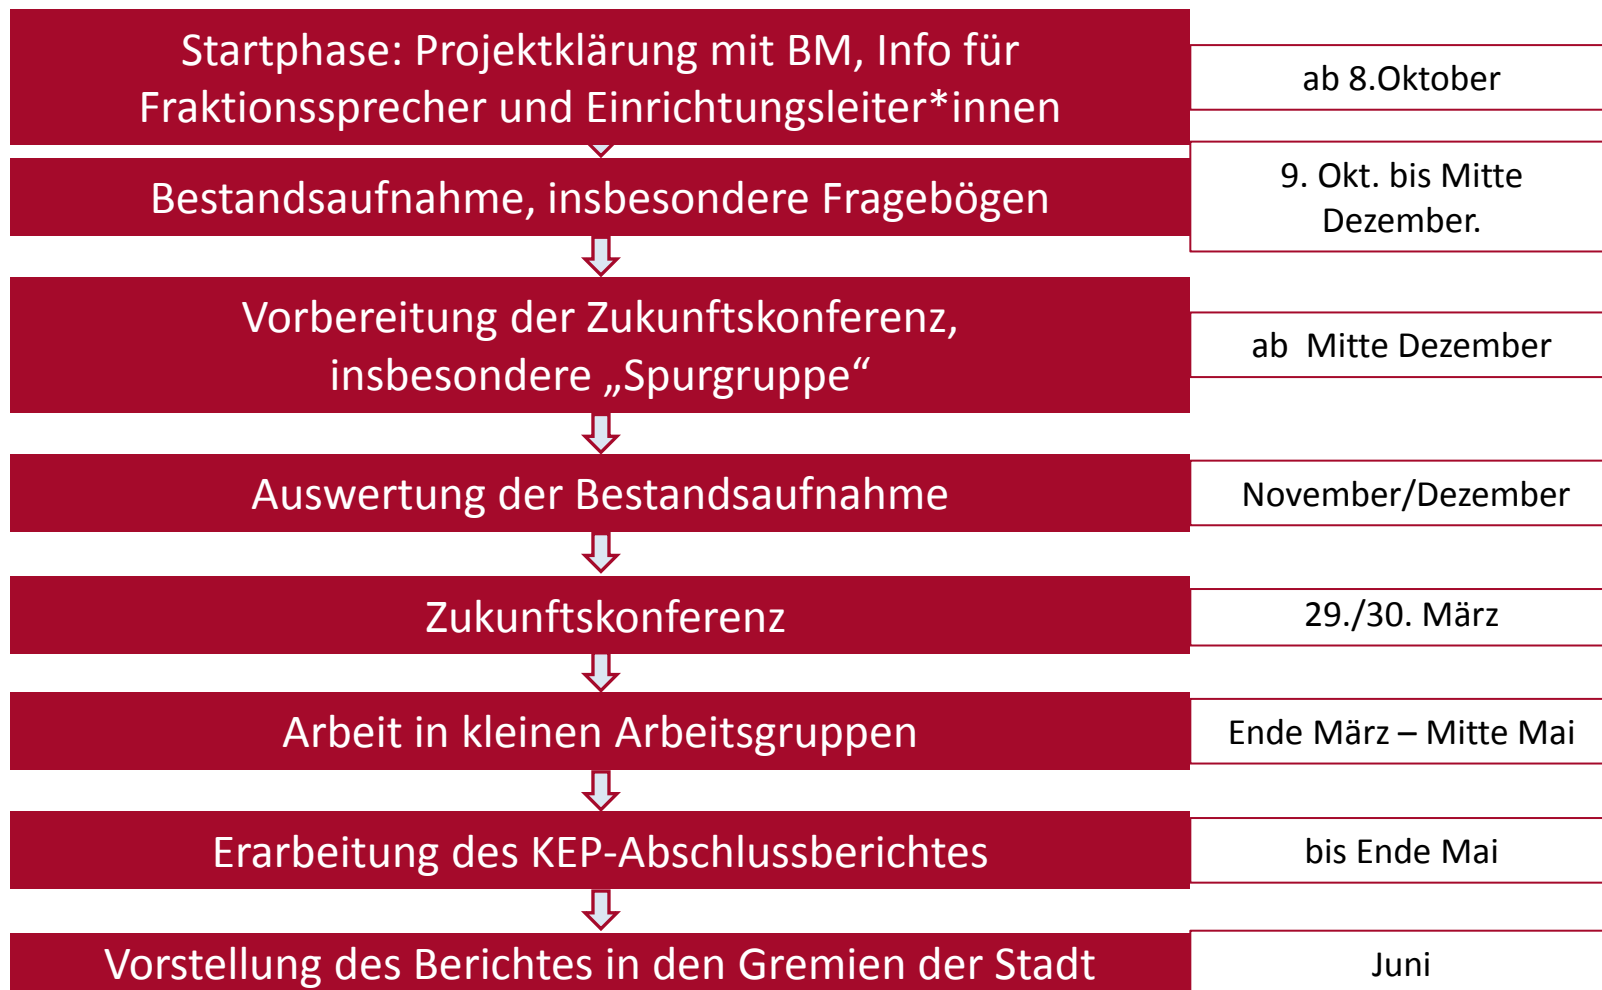 Startphase: Projektklärung mit BM, Info für
Fraktionssprecher und Einrichtungsleiter*innen
ab 8.Oktober
Bestandsaufnahme, insbesondere Fragebögen
9. Okt. bis Mitte
Dezember.
Vorbereitung der Zukunftskonferenz,
insbesondere „Spurgruppe“
ab  Mitte Dezember
Auswertung der Bestandsaufnahme
November/Dezember
Zukunftskonferenz
29./30. März
Arbeit in kleinen Arbeitsgruppen
Ende März – Mitte Mai
Erarbeitung des KEP-Abschlussberichtes
bis Ende Mai
Vorstellung des Berichtes in den Gremien der Stadt
Juni